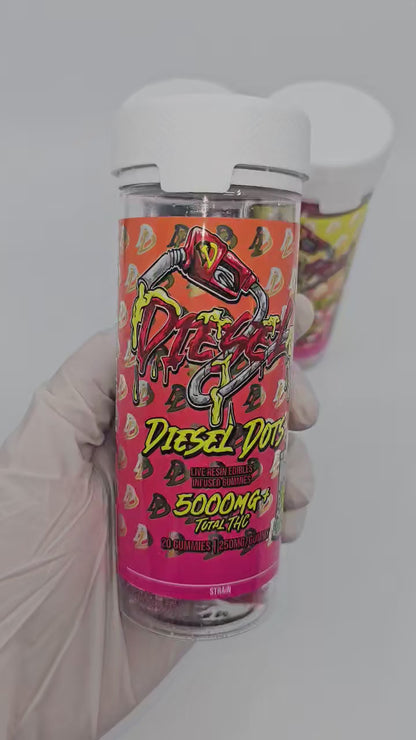 DIESEL
DIESEL DOTS
LIVE RESIN EDIBLES
INFUSED GUMMIES
5000MG+
TOTAL THC
20 GUMMIES | 250MG/GUMMY
STRAIN